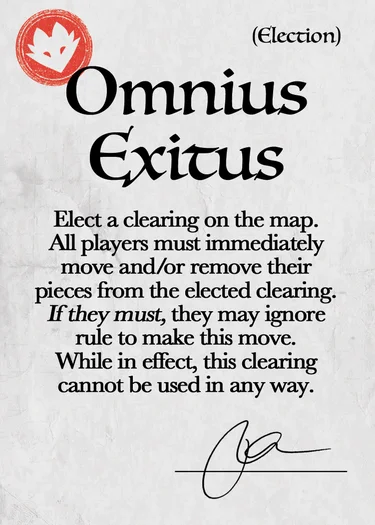 (Election)
Omnius
Exitus
Elect a clearing on the map.
All players must immediately
move and/or remove their
pieces from the elected clearing.
If they must, they may ignore
rule to make this move.
While in effect, this clearing
cannot be used in any way.